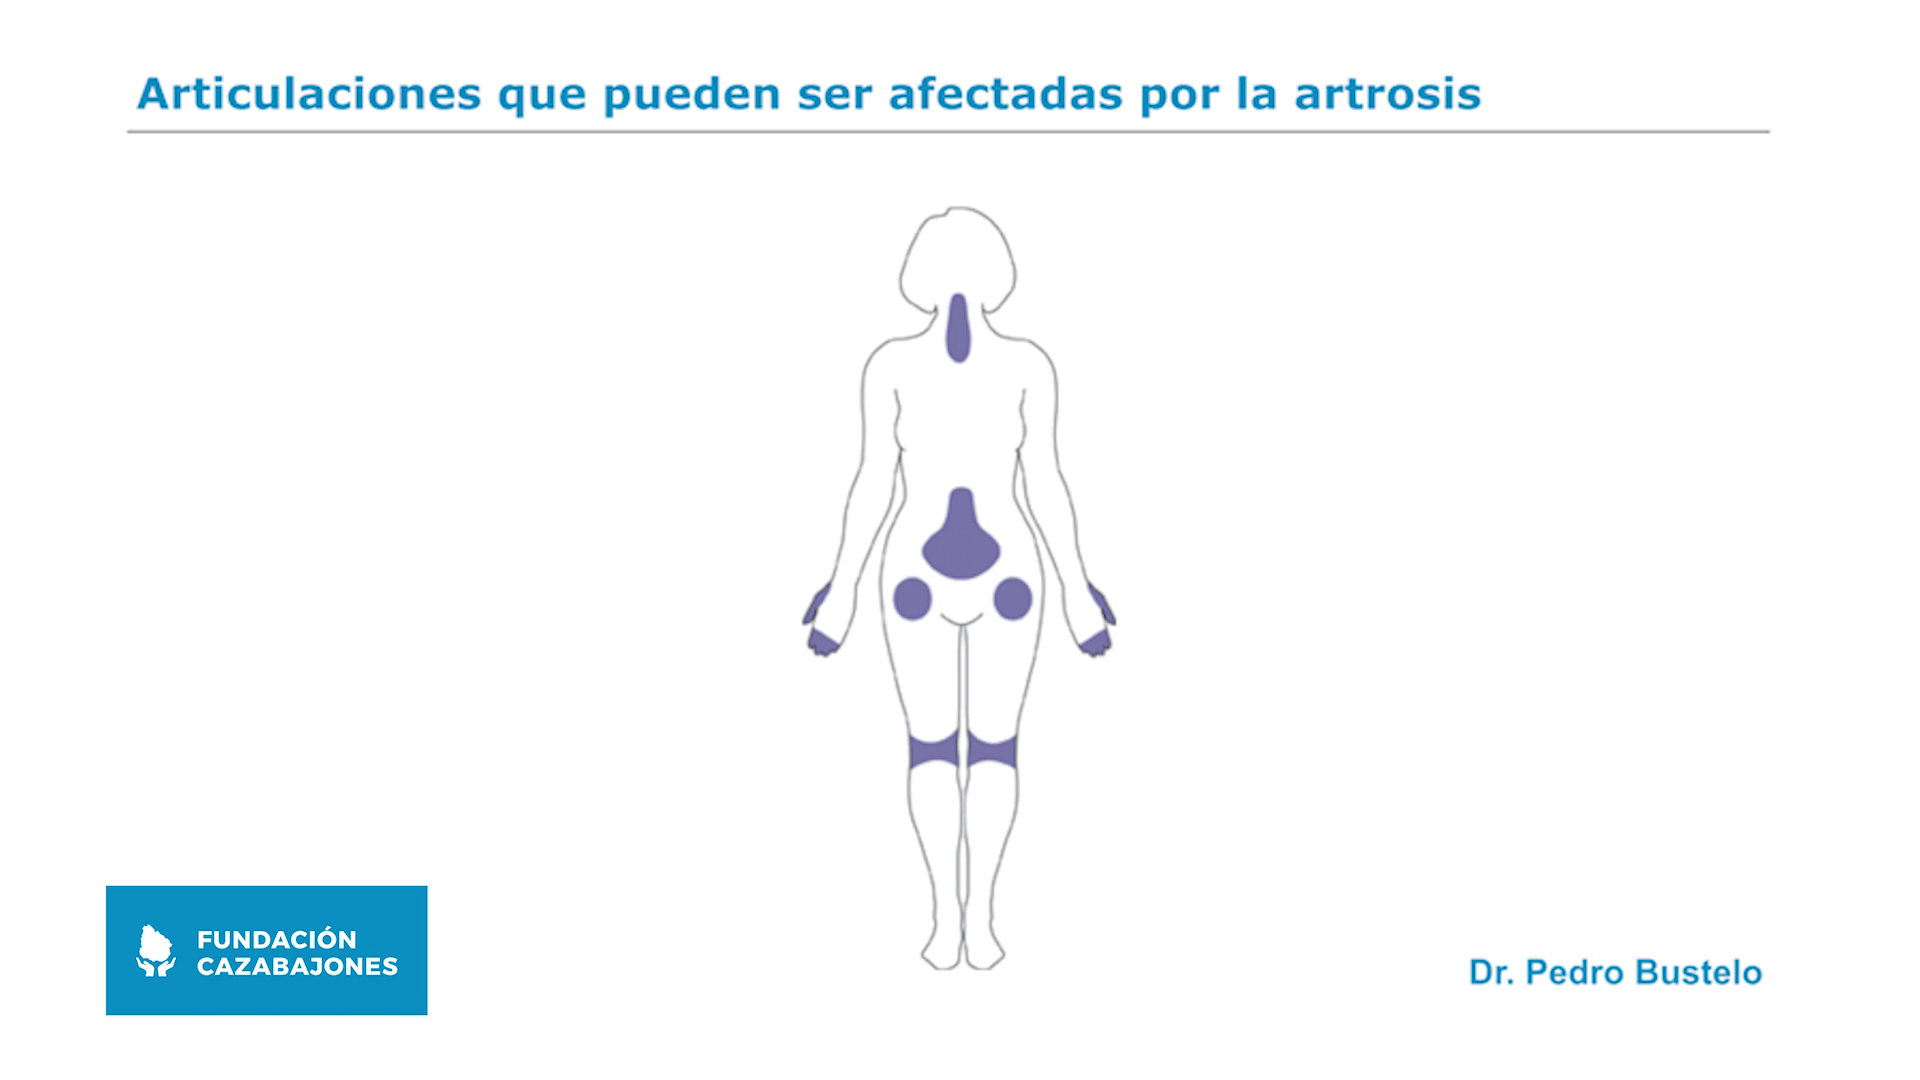 Articulaciones que pueden ser afectadas por la artrosis
FUNDACIÓN
CAZABAJONES
Dr. Pedro Bustelo